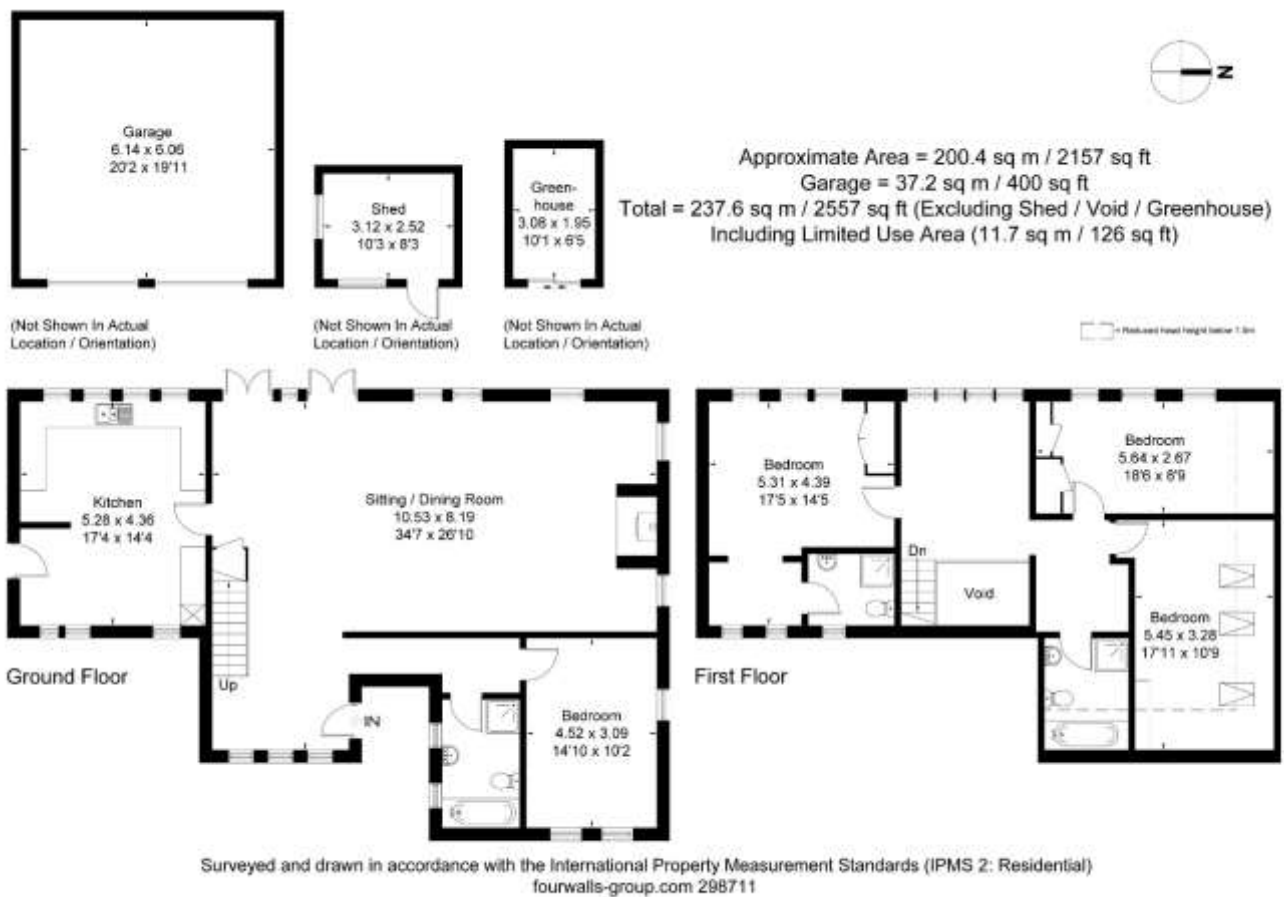 Garage
6.14 x 6.06
20'2 x 19'11
Shed
3.12 x 2.52
10'3 x 8'3
Green-
house
3.08 x 1.95
10'1 x 6'5
N
Approximate Area = 200.4 sq m / 2157 sq ft
Garage = 37.2 sq m / 400 sq ft
Total = 237.6 sq m / 2557 sq ft (Excluding Shed / Void / Greenhouse)
Including Limited Use Area (11.7 sq m / 126 sq ft)
(Not Shown In Actual
Location / Orientation)
(Not Shown In Actual
Location / Orientation)
(Not Shown In Actual
Location / Orientation)
= Reduced head height below 1.5m
Kitchen
5.28 x 4.36
17'4 x 14'4
Sitting / Dining Room
10.53 x 8.19
34'7 x 26'10
Up
IN
Bedroom
4.52 x 3.09
14'10 x 10'2
Ground Floor
Bedroom
5.31 x 4.39
17'5 x 14'5
Bedroom
5.64 x 2.67
18'6 x 8'9
Dn
Void
Bedroom
5.45 x 3.28
17'11 x 10'9
First Floor
Surveyed and drawn in accordance with the International Property Measurement Standards (IPMS 2: Residential)
fourwalls-group.com 298711